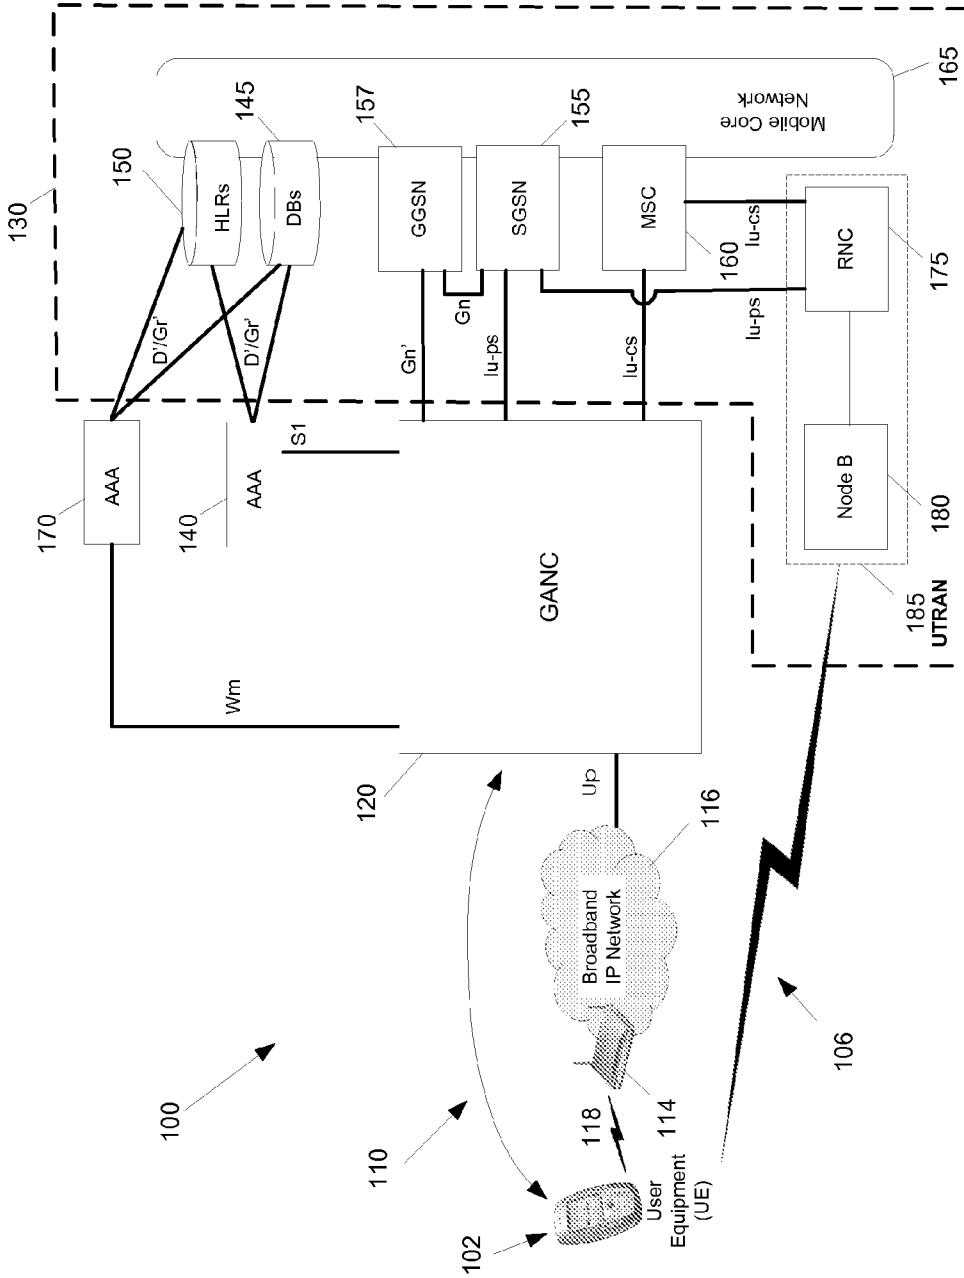 130
150
145
157
155
165
HLRs
DBs
GGSN
SGSN
MSC
Mobile Core
Network
160
RNC
175
D'/Gr'
D'/Gr'
Gn'
Gn
Iu-ps
Iu-cs
Iu-cs
Iu-ps
170
AAA
140
AAA
S1
Wm
GANC
120
Node B
180
185
UTRAN
Up
116
Broadband
IP Network
100
110
118
114
106
102
User
Equipment
(UE)